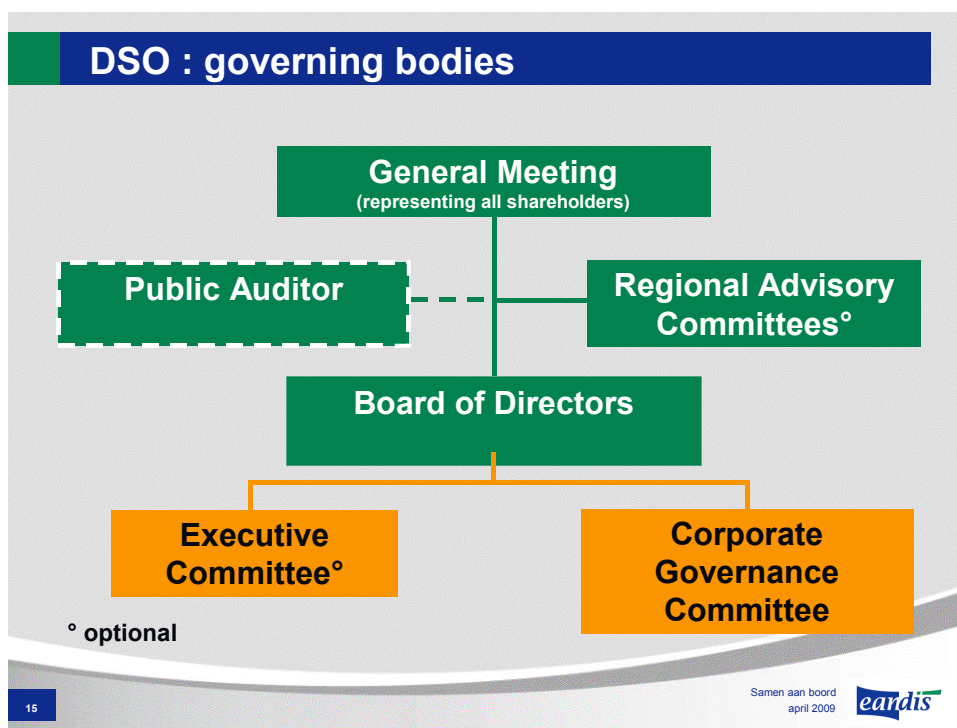 DSO : governing bodies
General Meeting
(representing all shareholders)
Public Auditor
Regional Advisory
Committees°
Board of Directors
Executive
Committee°
Corporate
Governance
Committee
° optional
15
Samen aan boord
april 2009
eandis